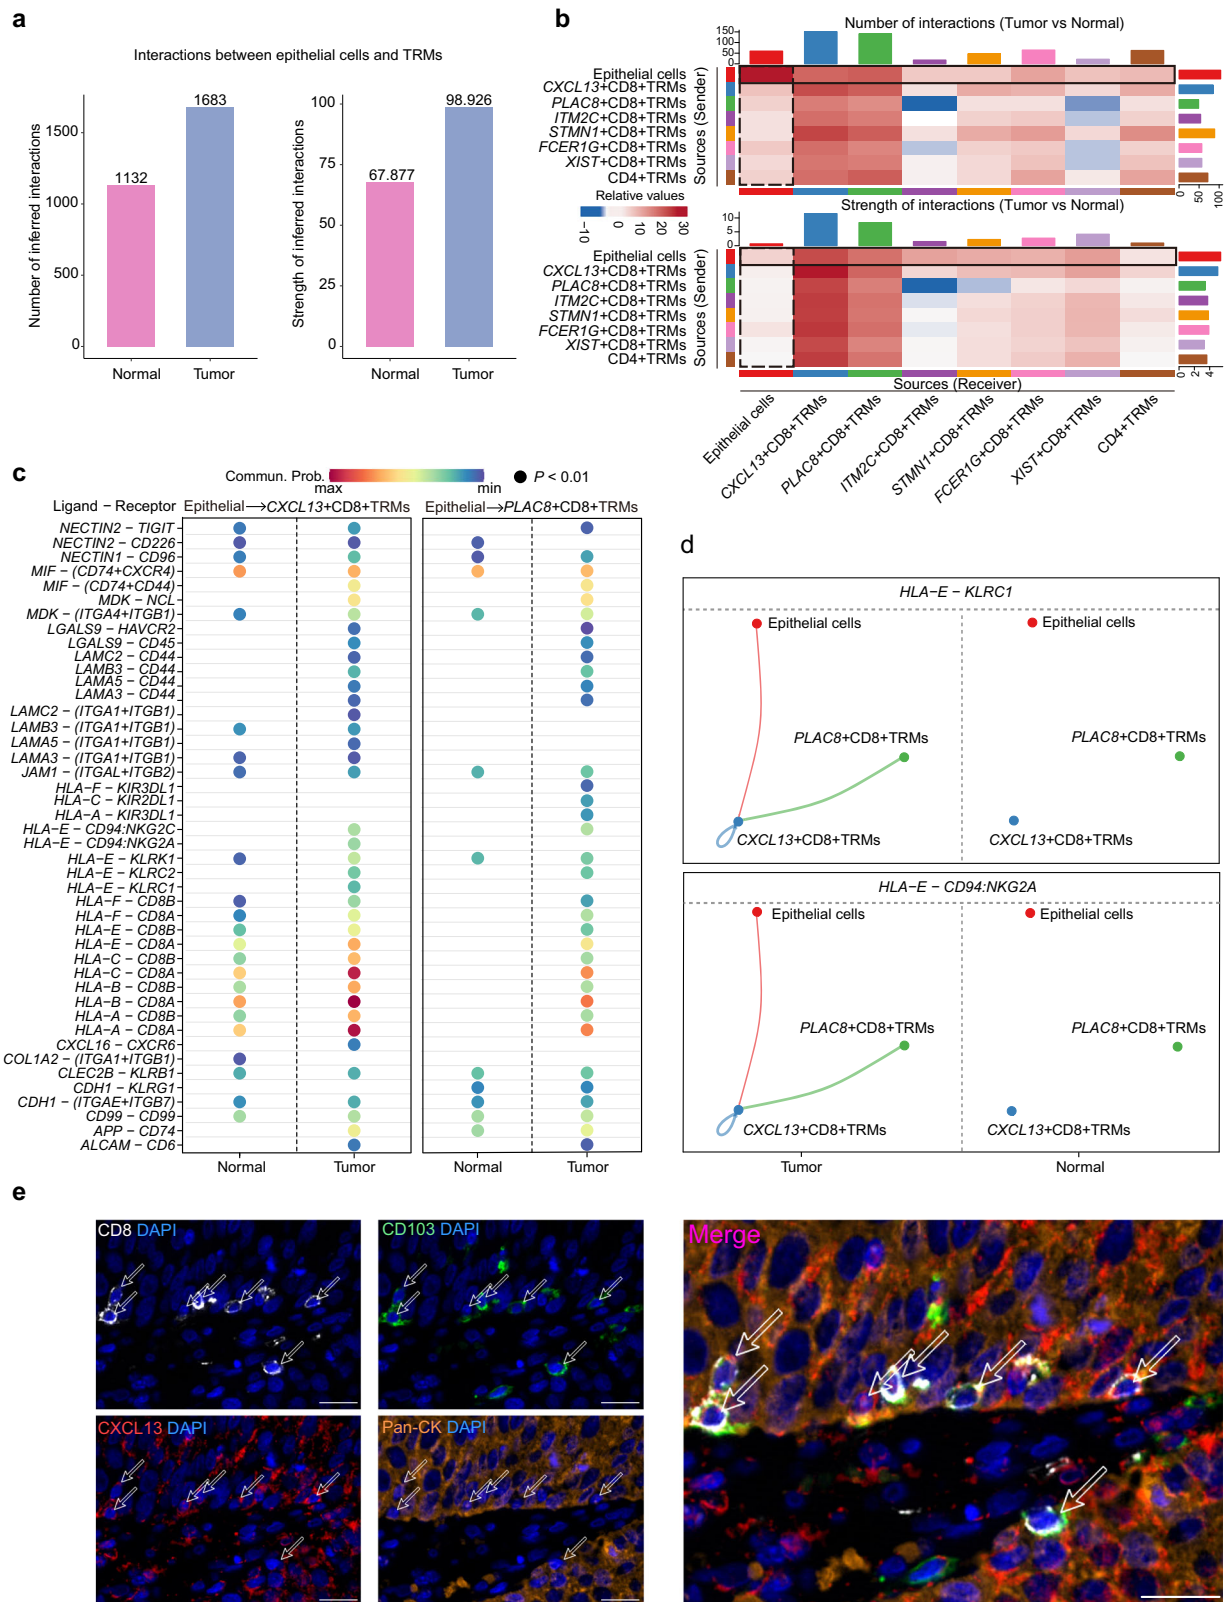 a
Interactions between epithelial cells and TRMs
Number of inferred interactions
0
500
1000
1500
1132
1683
Normal
Tumor
Strength of inferred interactions
0
25
50
75
100
67.877
98.926
Normal
Tumor
b
Number of interactions (Tumor vs Normal)
150
100
50
0
Epithelial cells
CXCL13+CD8+TRMs
PLAC8+CD8+TRMs
ITM2C+CD8+TRMs
STMN1+CD8+TRMs
FCER1G+CD8+TRMs
XIST+CD8+TRMs
CD4+TRMs
Sources (Sender)
0
50
100
Relative values
−10
0
10
20
30
Strength of interactions (Tumor vs Normal)
10
5
0
Epithelial cells
CXCL13+CD8+TRMs
PLAC8+CD8+TRMs
ITM2C+CD8+TRMs
STMN1+CD8+TRMs
FCER1G+CD8+TRMs
XIST+CD8+TRMs
CD4+TRMs
Sources (Sender)
0
2
4
Sources (Receiver)
Epithelial cells
CXCL13+CD8+TRMs
PLAC8+CD8+TRMs
ITM2C+CD8+TRMs
STMN1+CD8+TRMs
FCER1G+CD8+TRMs
XIST+CD8+TRMs
CD4+TRMs
c
Commun. Prob.
max
min
P < 0.01
Ligand − Receptor
Epithelial→CXCL13+CD8+TRMs
Epithelial→PLAC8+CD8+TRMs
NECTIN2 − TIGIT
NECTIN2 − CD226
NECTIN1 − CD96
MIF − (CD74+CXCR4)
MIF − (CD74+CD44)
MDK − NCL
MDK − (ITGA4+ITGB1)
LGALS9 − HAVCR2
LGALS9 − CD45
LAMC2 − CD44
LAMB3 − CD44
LAMA5 − CD44
LAMA3 − CD44
LAMC2 − (ITGA1+ITGB1)
LAMB3 − (ITGA1+ITGB1)
LAMA5 − (ITGA1+ITGB1)
LAMA3 − (ITGA1+ITGB1)
JAM1 − (ITGAL+ITGB2)
HLA−F − KIR3DL1
HLA−C − KIR2DL1
HLA−A − KIR3DL1
HLA−E − CD94:NKG2C
HLA−E − CD94:NKG2A
HLA−E − KLRK1
HLA−E − KLRC2
HLA−E − KLRC1
HLA−F − CD8B
HLA−F − CD8A
HLA−E − CD8B
HLA−E − CD8A
HLA−C − CD8B
HLA−C − CD8A
HLA−B − CD8B
HLA−B − CD8A
HLA−A − CD8B
HLA−A − CD8A
CXCL16 − CXCR6
COL1A2 − (ITGA1+ITGB1)
CLEC2B − KLRB1
CDH1 − KLRG1
CDH1 − (ITGAE+ITGB7)
CD99 − CD99
APP − CD74
ALCAM − CD6
Normal
Tumor
Normal
Tumor
d
HLA−E − KLRC1
Epithelial cells
PLAC8+CD8+TRMs
CXCL13+CD8+TRMs
Epithelial cells
PLAC8+CD8+TRMs
CXCL13+CD8+TRMs
HLA−E − CD94:NKG2A
Epithelial cells
PLAC8+CD8+TRMs
CXCL13+CD8+TRMs
Epithelial cells
PLAC8+CD8+TRMs
CXCL13+CD8+TRMs
Tumor
Normal
e
CD8 DAPI
CD103 DAPI
CXCL13 DAPI
Pan-CK DAPI
Merge